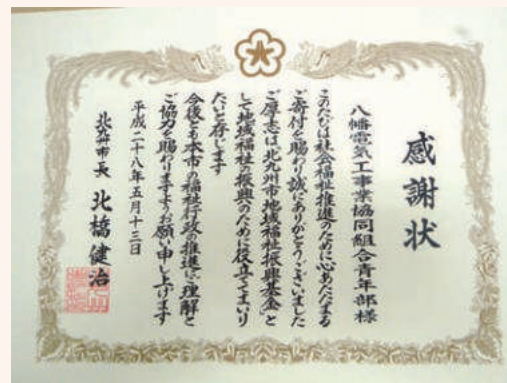 感謝状
八幡電気工事業協同組合青年部様
このたびは社会福祉推進のために心あたたまる
ご寄付を賜り誠にありがとうございました
ご厚志は「北九州市地域福祉振興基金」と
して地域福祉の振興のために役立ててまいり
たいと存じます
今後とも本市の福祉行政の推進にご理解と
ご協力を賜りますようお願い申し上げます
平成二十八年五月十三日
北九州市長 北橋健治